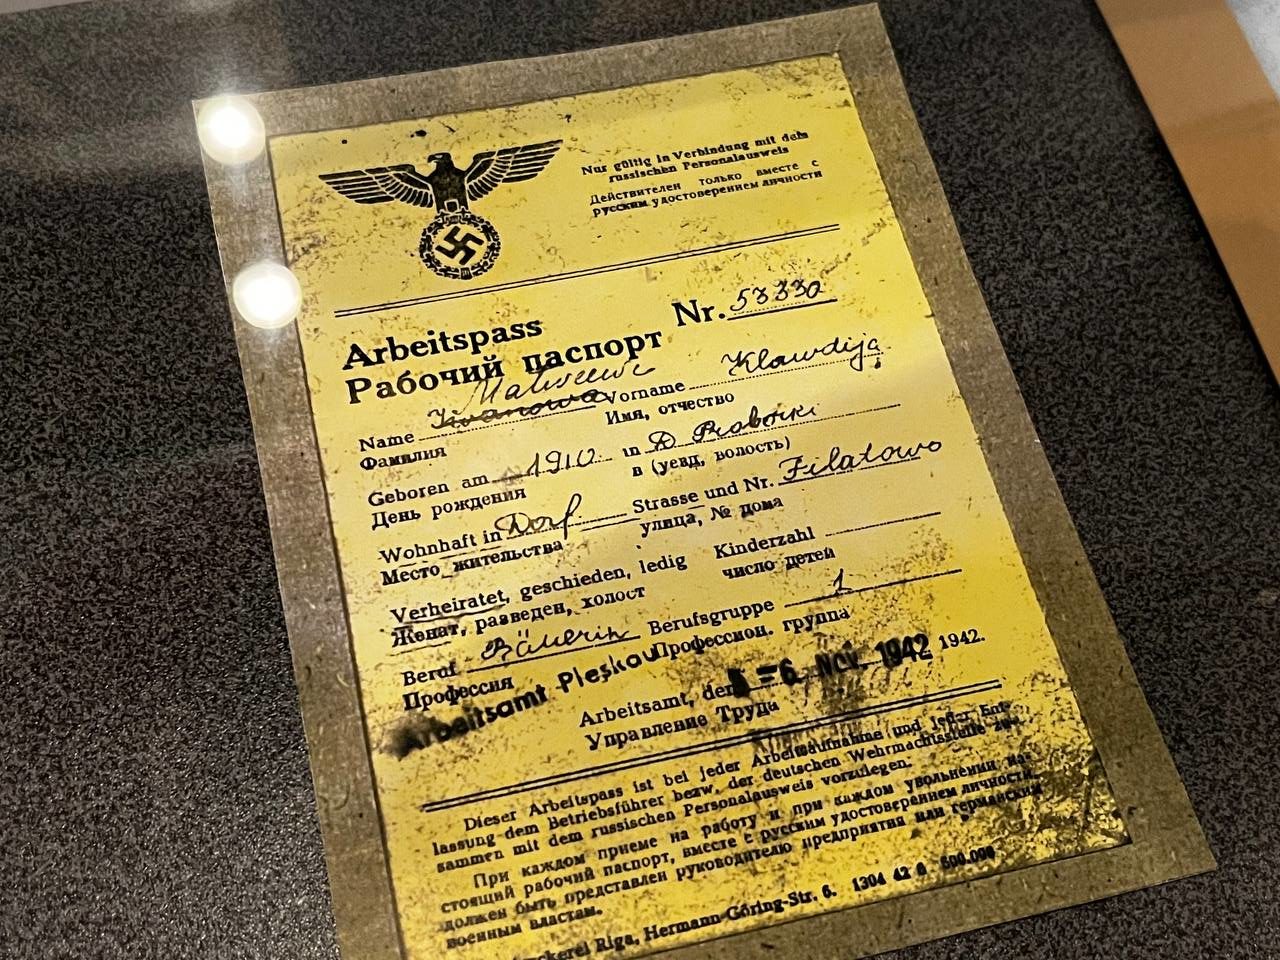 Nur gültig in Verbindung mit dem
russischen Personalausweis
Действителен только вместе с
русским удостоверением личности
Arbeitspass
Рабочий паспорт
Nr. 53330
Name Iwanowa
Фамилия
Vorname Klawdija
Имя, отчество
Geboren am 1910
День рождения
in D.
в (уезд, волость)
Wohnhaft in Dorf
Место жительства
Strasse und Nr. Filatowo
улица, № дома
Verheiratet, geschieden, ledig
Женат, разведен, холост
Kinderzahl
число детей
Beruf Bäuerin
Профессия
Berufsgruppe 1
Профессион. группа
Arbeitsamt Pleskau
Arbeitsamt, den 6. Nov. 1942 1942.
Управление Труда
Dieser Arbeitspass ist bei jeder Arbeitsaufnahme und jeder Ent-
lassung dem Betriebsführer bezw. der deutschen Wehrmachtsstelle zu-
sammen mit dem russischen Personalausweis vorzulegen.
При каждом приеме на работу и при каждом увольнении на-
стоящий рабочий паспорт, вместе с русским удостоверением личности,
должен быть представлен руководителю предприятия или германским
военным властям.
Riga, Hermann-Göring-Str. 6. 1304 42 8 500.000